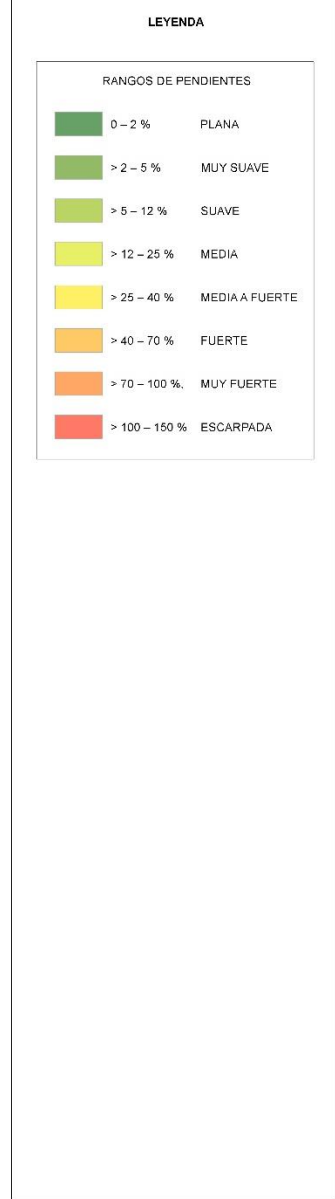 LEYENDA
RANGOS DE PENDIENTES
0 – 2 % PLANA
> 2 – 5 % MUY SUAVE
> 5 – 12 % SUAVE
> 12 – 25 % MEDIA
> 25 – 40 % MEDIA A FUERTE
> 40 – 70 % FUERTE
> 70 – 100 %. MUY FUERTE
> 100 – 150 % ESCARPADA